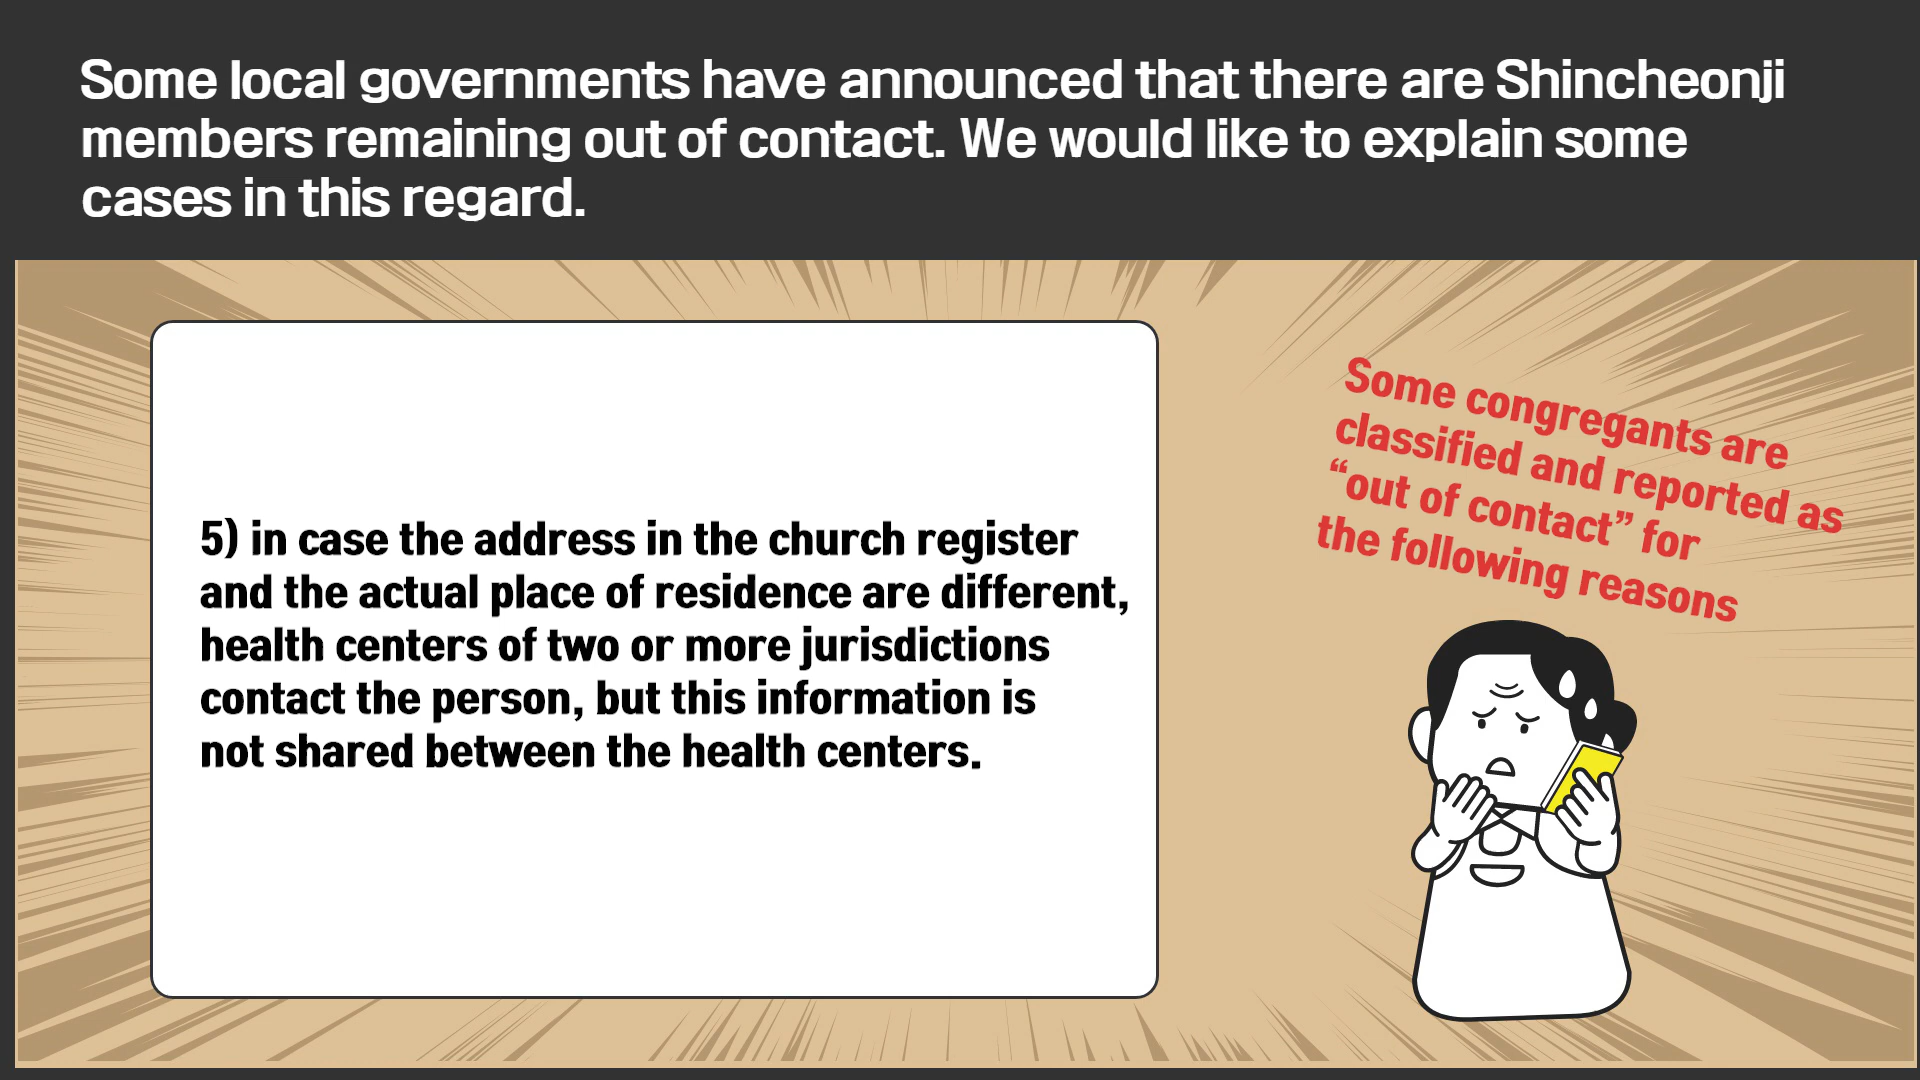 Some local governments have announced that there are Shincheonji
members remaining out of contact. We would like to explain some
cases in this regard.
Some congregants are
classified and reported as
“out of contact” for
the following reasons
5) in case the address in the church register
and the actual place of residence are different,
health centers of two or more jurisdictions
contact the person, but this information is
not shared between the health centers.